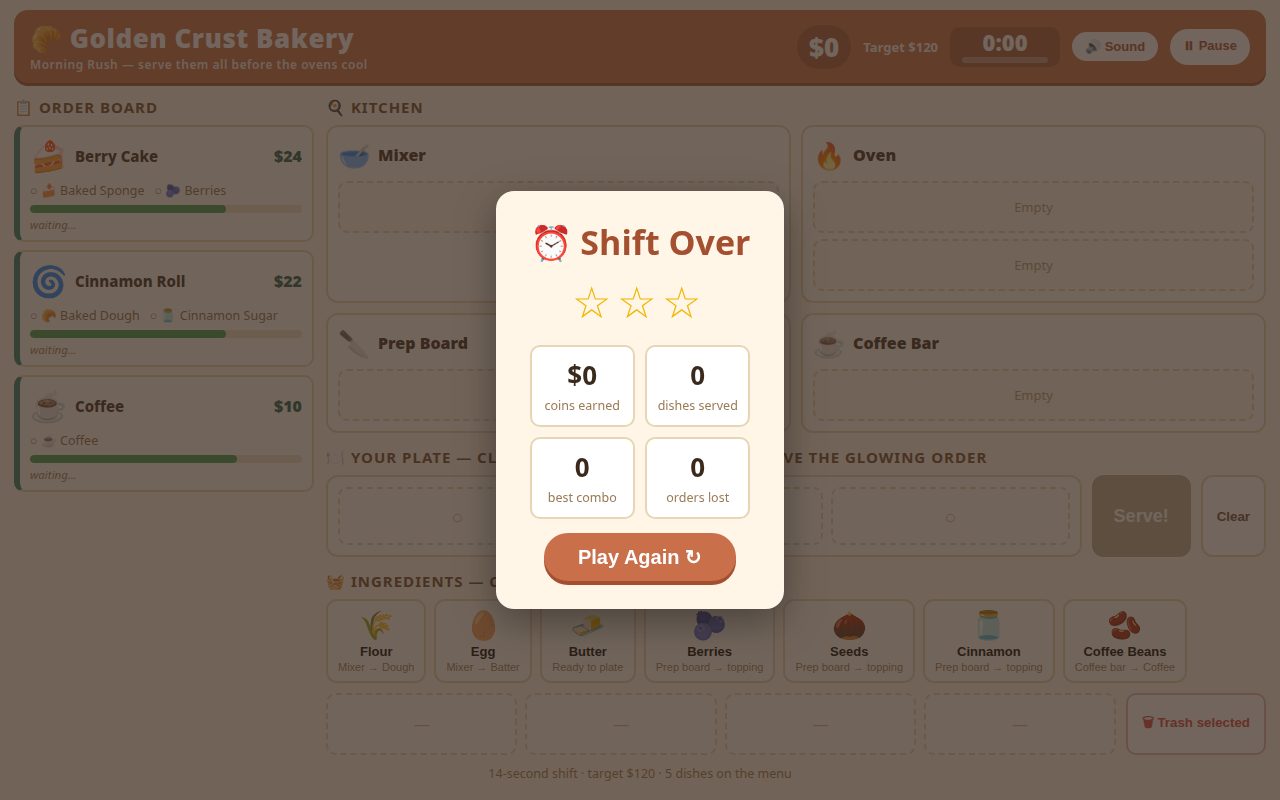 Golden Crust Bakery
Morning Rush — serve them all before the ovens cool
$0
Target $120
0:00
Sound
Pause
ORDER BOARD
Berry Cake
$24
Baked Sponge
Berries
waiting...
Cinnamon Roll
$22
Baked Dough
Cinnamon Sugar
waiting...
Coffee
$10
Coffee
waiting...
KITCHEN
Mixer
Oven
Empty
Empty
Prep Board
Coffee Bar
Empty
Shift Over
$0
coins earned
0
dishes served
0
best combo
0
orders lost
Play Again ↻
YOUR PLATE — CL
VE THE GLOWING ORDER
Serve!
Clear
INGREDIENTS —
Flour
Mixer → Dough
Egg
Mixer → Batter
Butter
Ready to plate
Berries
Prep board → topping
Seeds
Prep board → topping
Cinnamon
Prep board → topping
Coffee Beans
Coffee bar → Coffee
—
—
—
—
Trash selected
14-second shift · target $120 · 5 dishes on the menu